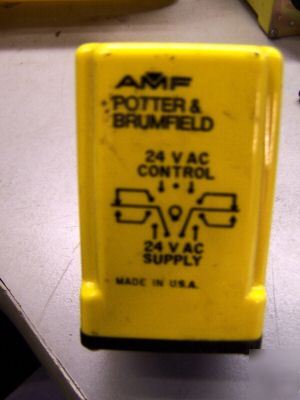 AMF
POTTER &
BRUMFIELD
24 V AC
CONTROL
24 V AC
SUPPLY
MADE IN U.S.A.